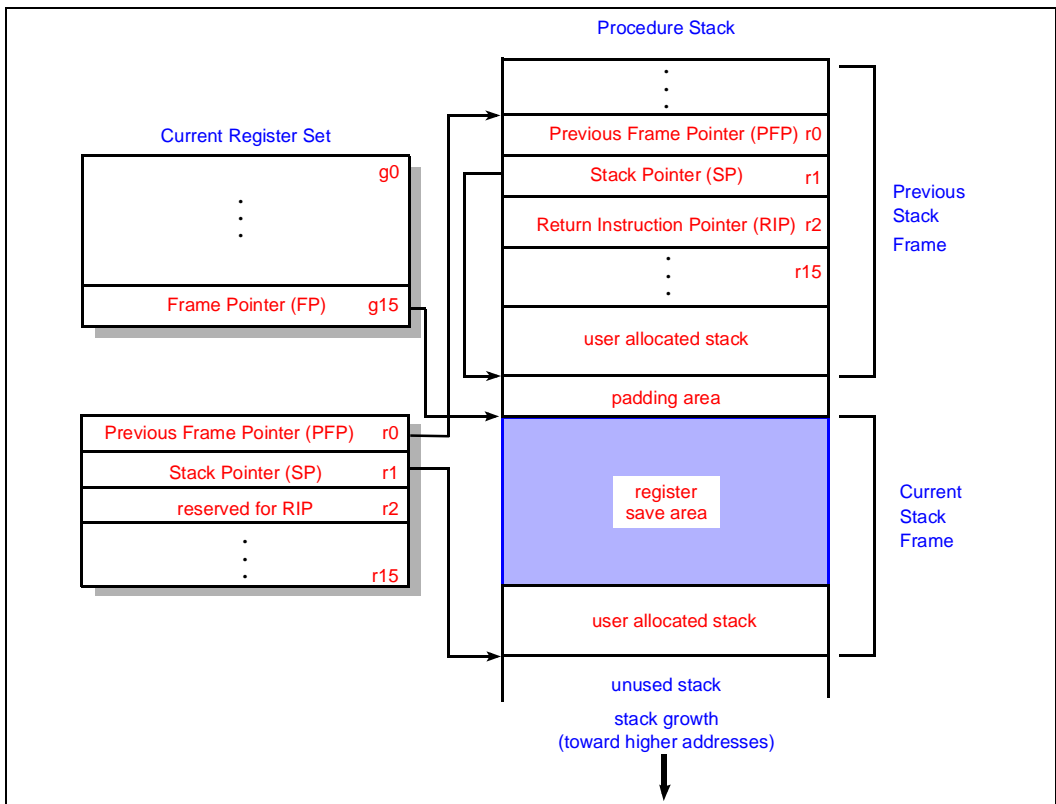 Procedure Stack
Current Register Set
g0
Frame Pointer (FP) g15
Previous Frame Pointer (PFP) r0
Stack Pointer (SP) r1
reserved for RIP r2
r15
Previous Frame Pointer (PFP) r0
Stack Pointer (SP) r1
Return Instruction Pointer (RIP) r2
r15
user allocated stack
padding area
register
save area
user allocated stack
unused stack
stack growth
(toward higher addresses)
Previous
Stack
Frame
Current
Stack
Frame